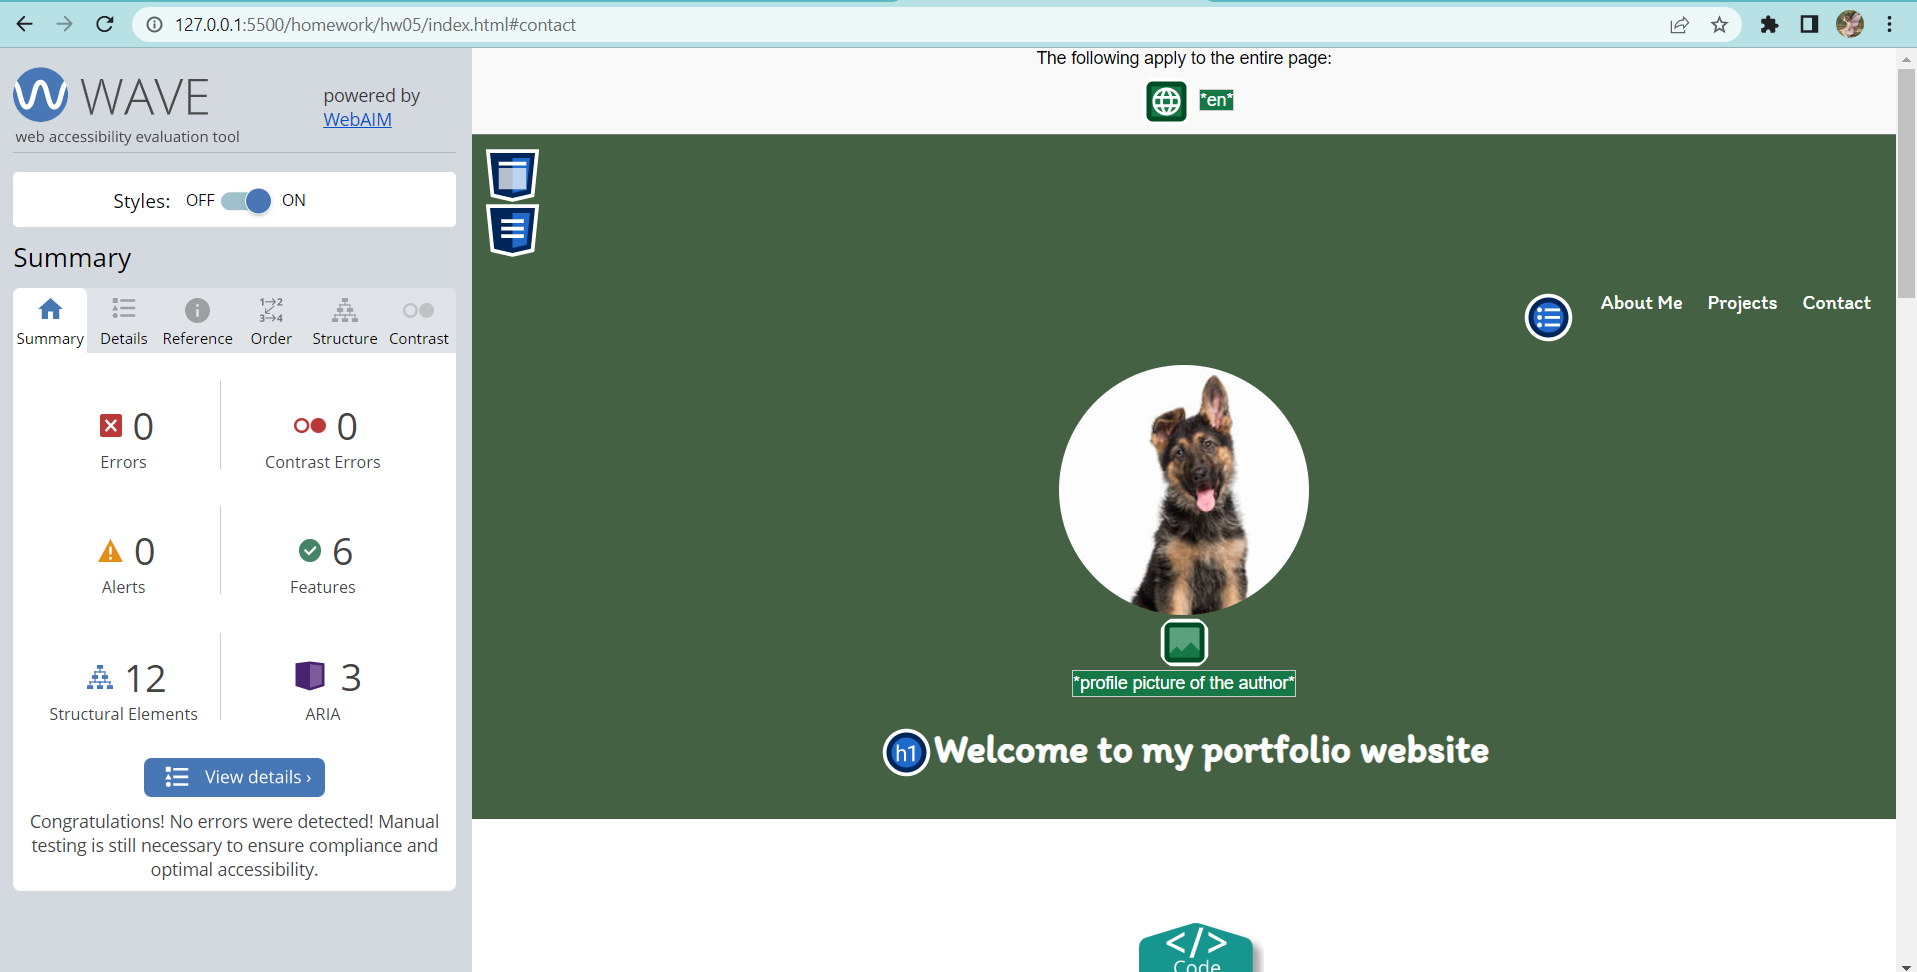 127.0.0.1:5500/homework/hw05/index.html#contact
WAVE
web accessibility evaluation tool
powered by
WebAIM
Styles: OFF ON
Summary
Summary Details Reference Order Structure Contrast
0
Errors
0
Contrast Errors
0
Alerts
6
Features
12
Structural Elements
3
ARIA
View details ›
Congratulations! No errors were detected! Manual
testing is still necessary to ensure compliance and
optimal accessibility.
The following apply to the entire page:
*en*
About Me Projects Contact
*profile picture of the author*
h1 Welcome to my portfolio website
</>
Code